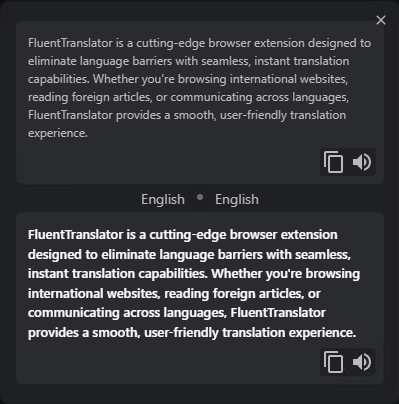 FluentTranslator is a cutting-edge browser extension designed to
eliminate language barriers with seamless, instant translation
capabilities. Whether you're browsing international websites,
reading foreign articles, or communicating across languages,
FluentTranslator provides a smooth, user-friendly translation
experience.
English • English
FluentTranslator is a cutting-edge browser extension
designed to eliminate language barriers with seamless,
instant translation capabilities. Whether you're browsing
international websites, reading foreign articles, or
communicating across languages, FluentTranslator
provides a smooth, user-friendly translation experience.